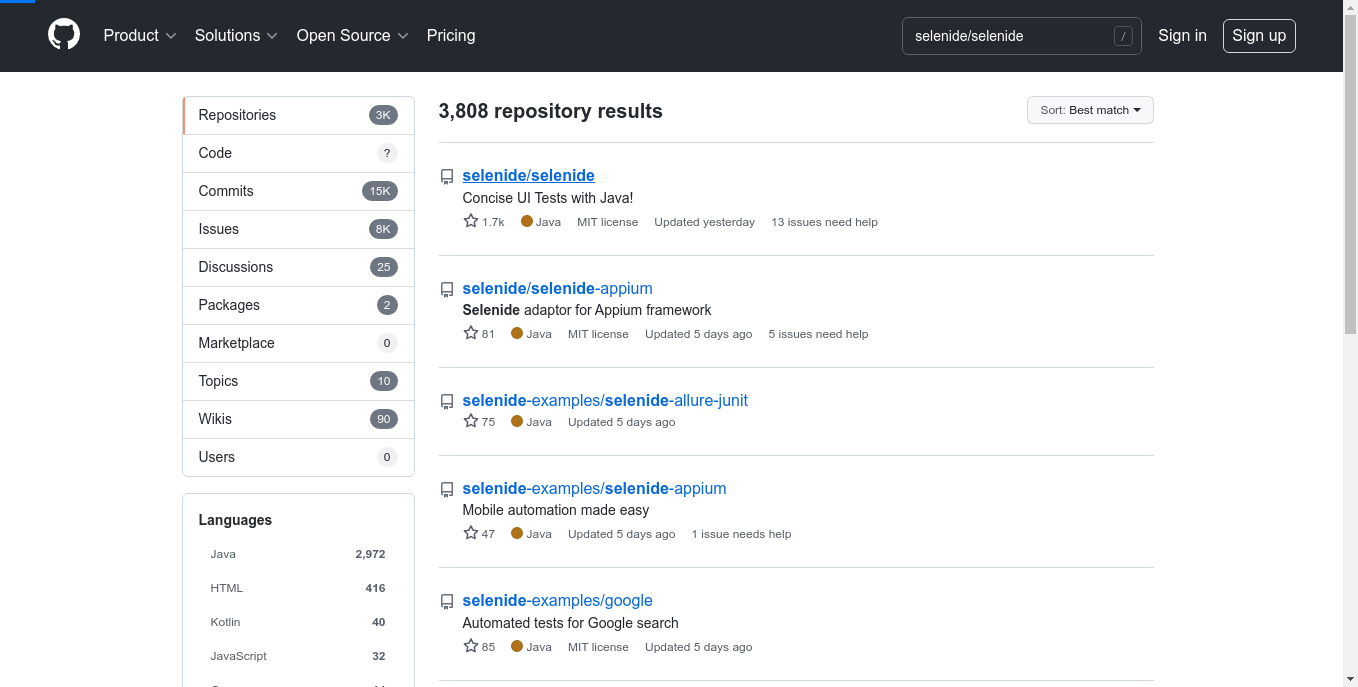 Product Solutions Open Source Pricing selenide/selenide / Sign in Sign up
Repositories 3K
Code ?
Commits 15K
Issues 8K
Discussions 25
Packages 2
Marketplace 0
Topics 10
Wikis 90
Users 0
Languages
Java 2,972
HTML 416
Kotlin 40
JavaScript 32
3,808 repository results
Sort: Best match
selenide/selenide
Concise UI Tests with Java!
1.7k Java MIT license Updated yesterday 13 issues need help
selenide/selenide-appium
Selenide adaptor for Appium framework
81 Java MIT license Updated 5 days ago 5 issues need help
selenide-examples/selenide-allure-junit
75 Java Updated 5 days ago
selenide-examples/selenide-appium
Mobile automation made easy
47 Java Updated 5 days ago 1 issue needs help
selenide-examples/google
Automated tests for Google search
85 Java MIT license Updated 5 days ago